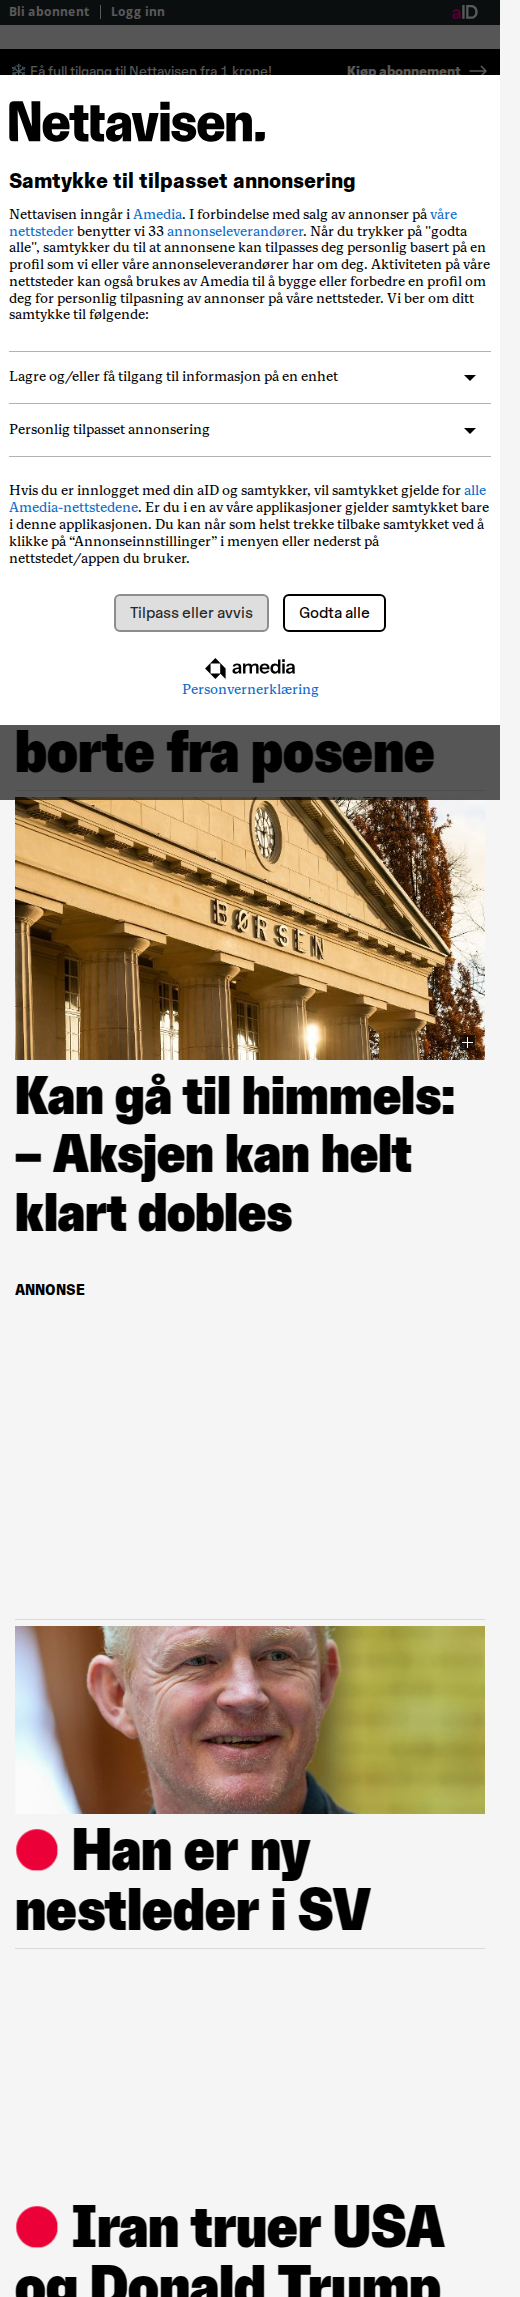 Bli abonnent | Logg inn
aID
Få full tilgang til Nettavisen fra 1 krone! Kjøp abonnement
Nettavisen.
Samtykke til tilpasset annonsering
Nettavisen inngår i Amedia. I forbindelse med salg av annonser på våre
nettsteder benytter vi 33 annonseleverandører. Når du trykker på "godta
alle", samtykker du til at annonsene kan tilpasses deg personlig basert på en
profil som vi eller våre annonseleverandører har om deg. Aktiviteten på våre
nettsteder kan også brukes av Amedia til å bygge eller forbedre en profil om
deg for personlig tilpasning av annonser på våre nettsteder. Vi ber om ditt
samtykke til følgende:
Lagre og/eller få tilgang til informasjon på en enhet
Personlig tilpasset annonsering
Hvis du er innlogget med din aID og samtykker, vil samtykket gjelde for alle
Amedia-nettstedene. Er du i en av våre applikasjoner gjelder samtykket bare
i denne applikasjonen. Du kan når som helst trekke tilbake samtykket ved å
klikke på “Annonseinnstillinger” i menyen eller nederst på
nettstedet/appen du bruker.
Tilpass eller avvis Godta alle
amedia
Personvernerklæring
borte fra posene
BØRSEN
Kan gå til himmels:
– Aksjen kan helt
klart dobles
ANNONSE
Han er ny
nestleder i SV
Iran truer USA
og Donald Trump